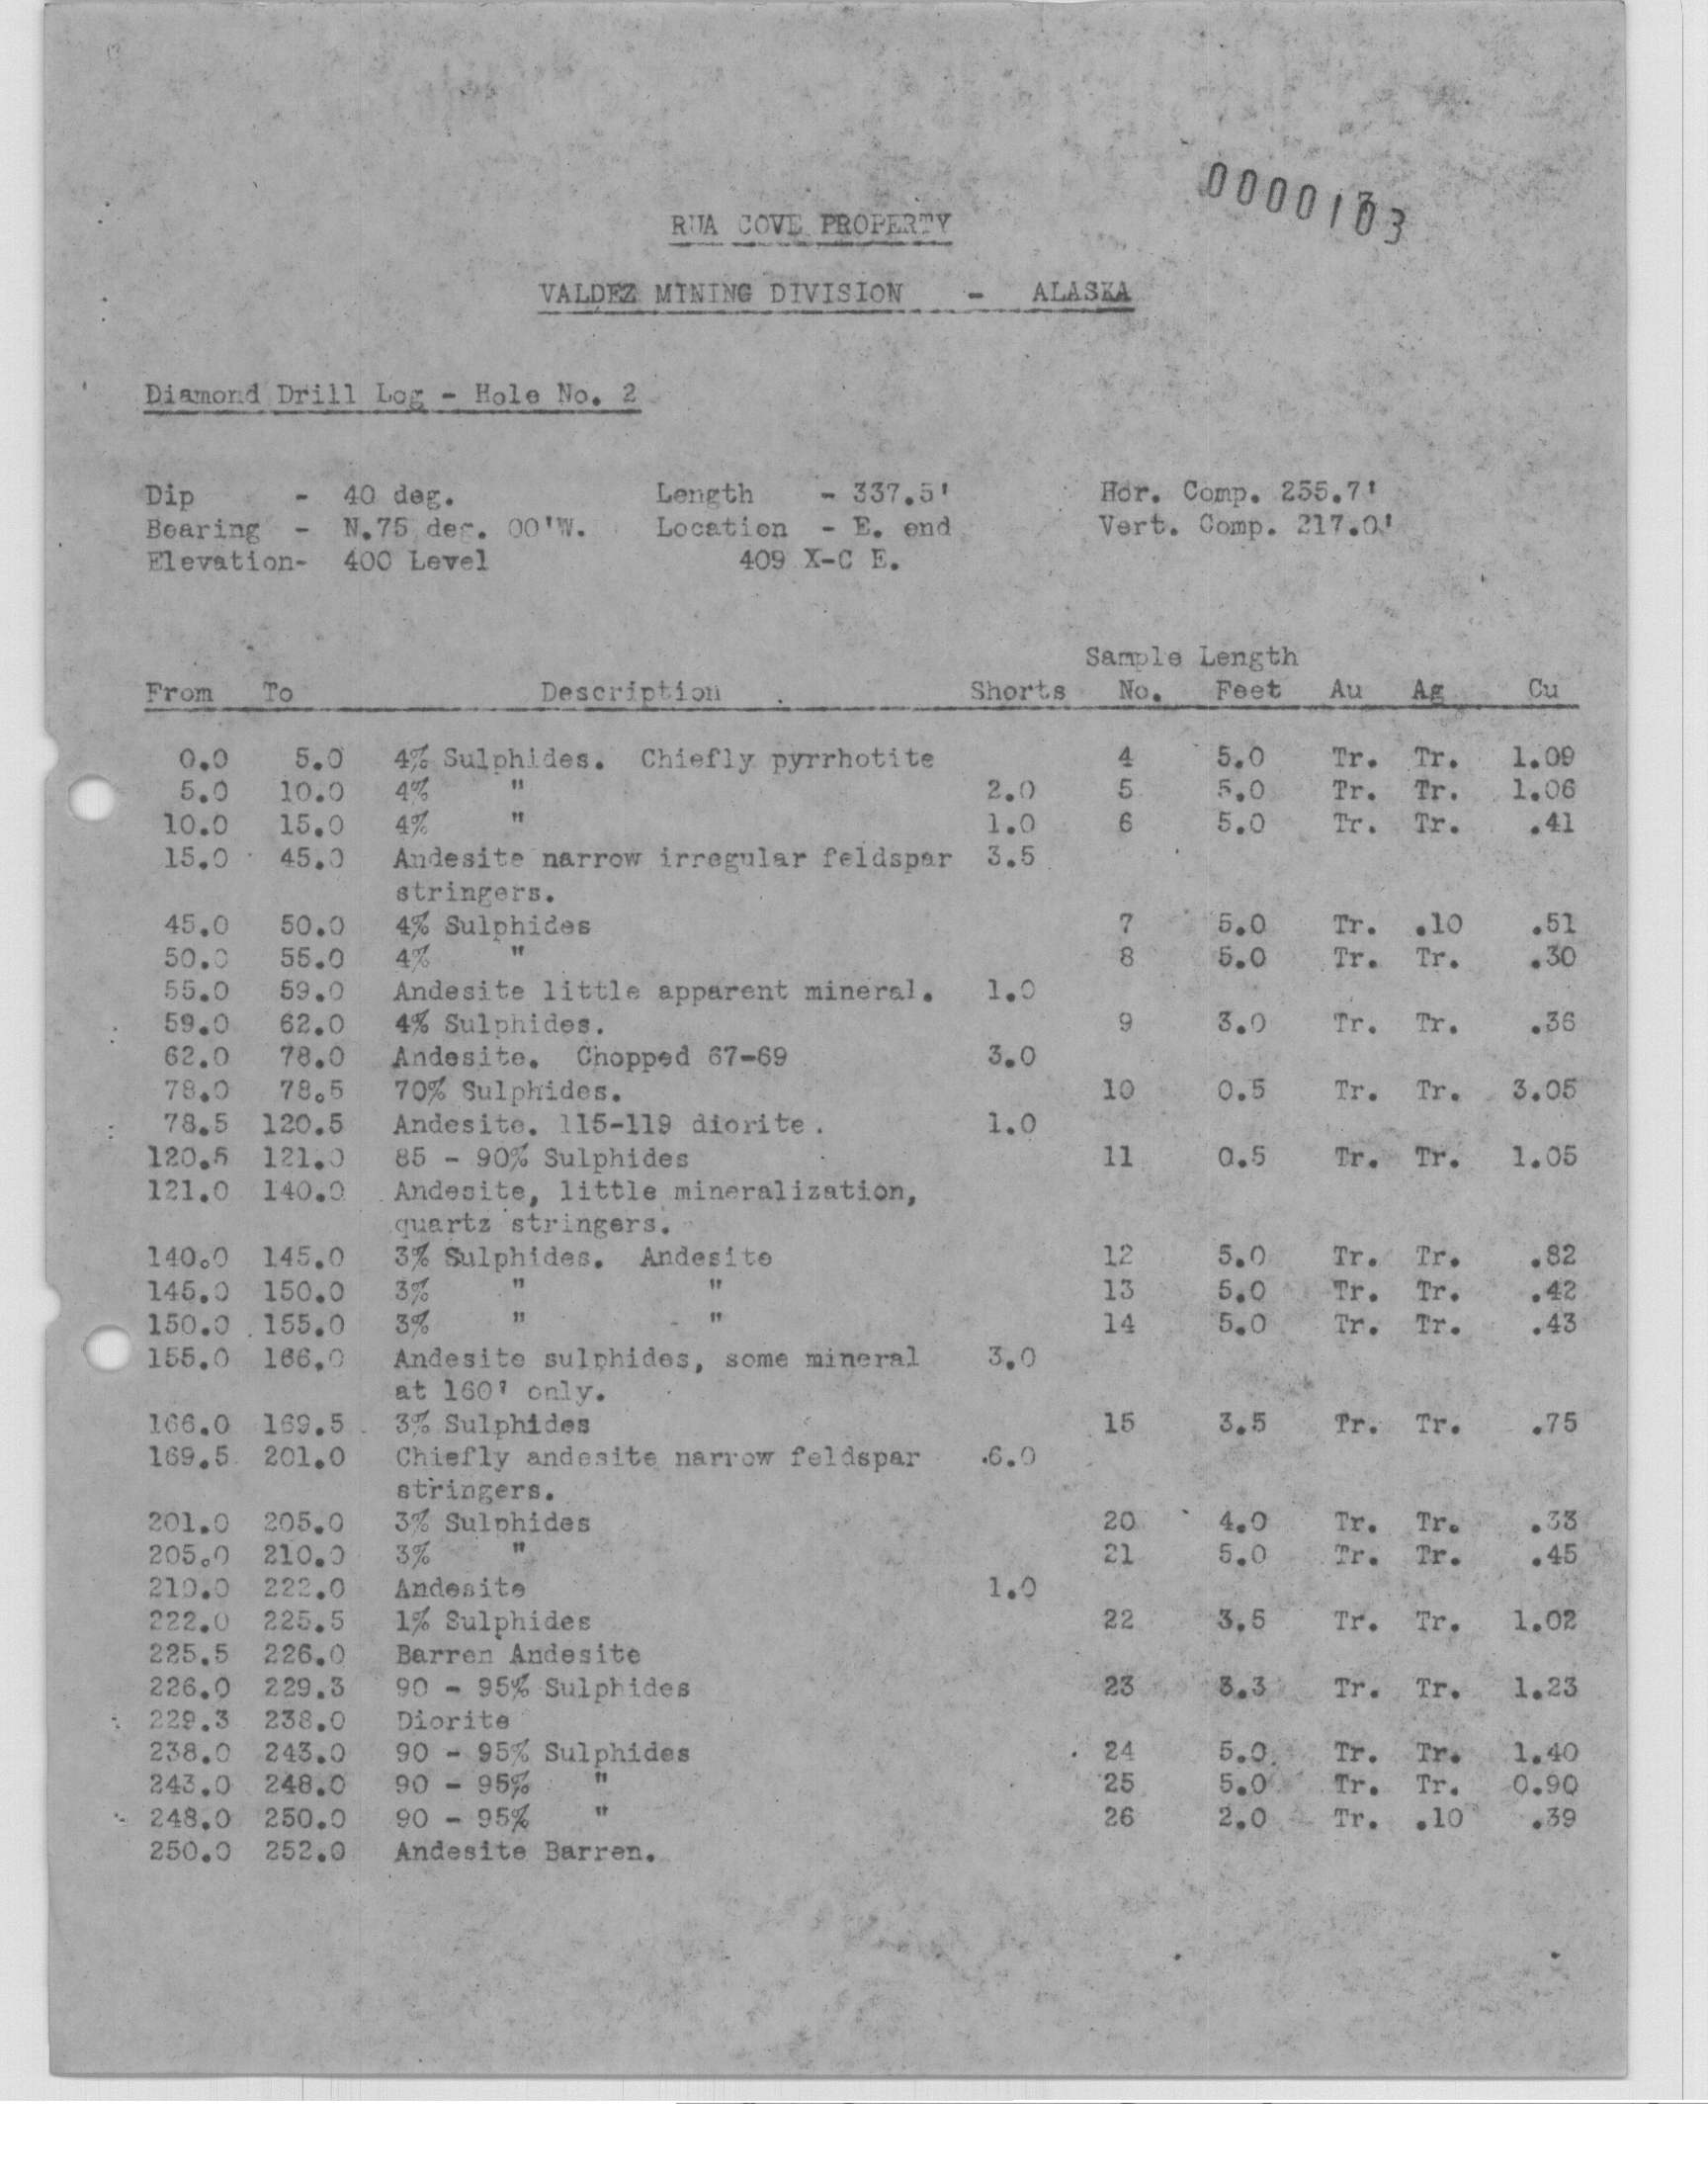 RUA COVE PROPERTY
VALDEZ MINING DIVISION - ALASKA
Diamond Drill Log - Hole No. 2
Dip - 40 deg. Length - 337.5' Hor. Comp. 255.7'
Bearing - N.75 deg. 00'W. Location - E. end Vert. Comp. 217.0'
Elevation- 400 Level 409 X-C E.
Sample Length
From To Description Shorts No. Feet Au Ag Cu
0.0 5.0 4% Sulphides. Chiefly pyrrhotite 4 5.0 Tr. Tr. 1.09
5.0 10.0 4% " 2.0 5 5.0 Tr. Tr. 1.06
10.0 15.0 4% " 1.0 6 5.0 Tr. Tr. .41
15.0 45.0 Andesite narrow irregular feldspar 3.5
stringers.
45.0 50.0 4% Sulphides 7 5.0 Tr. .10 .51
50.0 55.0 4% " 8 5.0 Tr. Tr. .30
55.0 59.0 Andesite little apparent mineral. 1.0
59.0 62.0 4% Sulphides. 9 3.0 Tr. Tr. .36
62.0 78.0 Andesite. Chopped 67-69 3.0
78.0 78.5 70% Sulphides. 10 0.5 Tr. Tr. 3.05
78.5 120.5 Andesite. 115-119 diorite. 1.0
120.5 121.0 85 - 90% Sulphides 11 0.5 Tr. Tr. 1.05
121.0 140.0 Andesite, little mineralization,
quartz stringers.
140.0 145.0 3% Sulphides. Andesite 12 5.0 Tr. Tr. .82
145.0 150.0 3% " " 13 5.0 Tr. Tr. .42
150.0 155.0 3% " " 14 5.0 Tr. Tr. .43
155.0 166.0 Andesite sulphides, some mineral 3.0
at 160' only.
166.0 169.5 3% Sulphides 15 3.5 Tr. Tr. .75
169.5 201.0 Chiefly andesite narrow feldspar 6.0
stringers.
201.0 205.0 3% Sulphides 20 4.0 Tr. Tr. .33
205.0 210.0 3% " 21 5.0 Tr. Tr. .45
210.0 222.0 Andesite 1.0
222.0 225.5 1% Sulphides 22 3.5 Tr. Tr. 1.02
225.5 226.0 Barren Andesite
226.0 229.3 90 - 95% Sulphides 23 3.3 Tr. Tr. 1.23
229.3 238.0 Diorite
238.0 243.0 90 - 95% Sulphides 24 5.0 Tr. Tr. 1.40
243.0 248.0 90 - 95% " 25 5.0 Tr. Tr. 0.90
248.0 250.0 90 - 95% " 26 2.0 Tr. .10 .39
250.0 252.0 Andesite Barren.